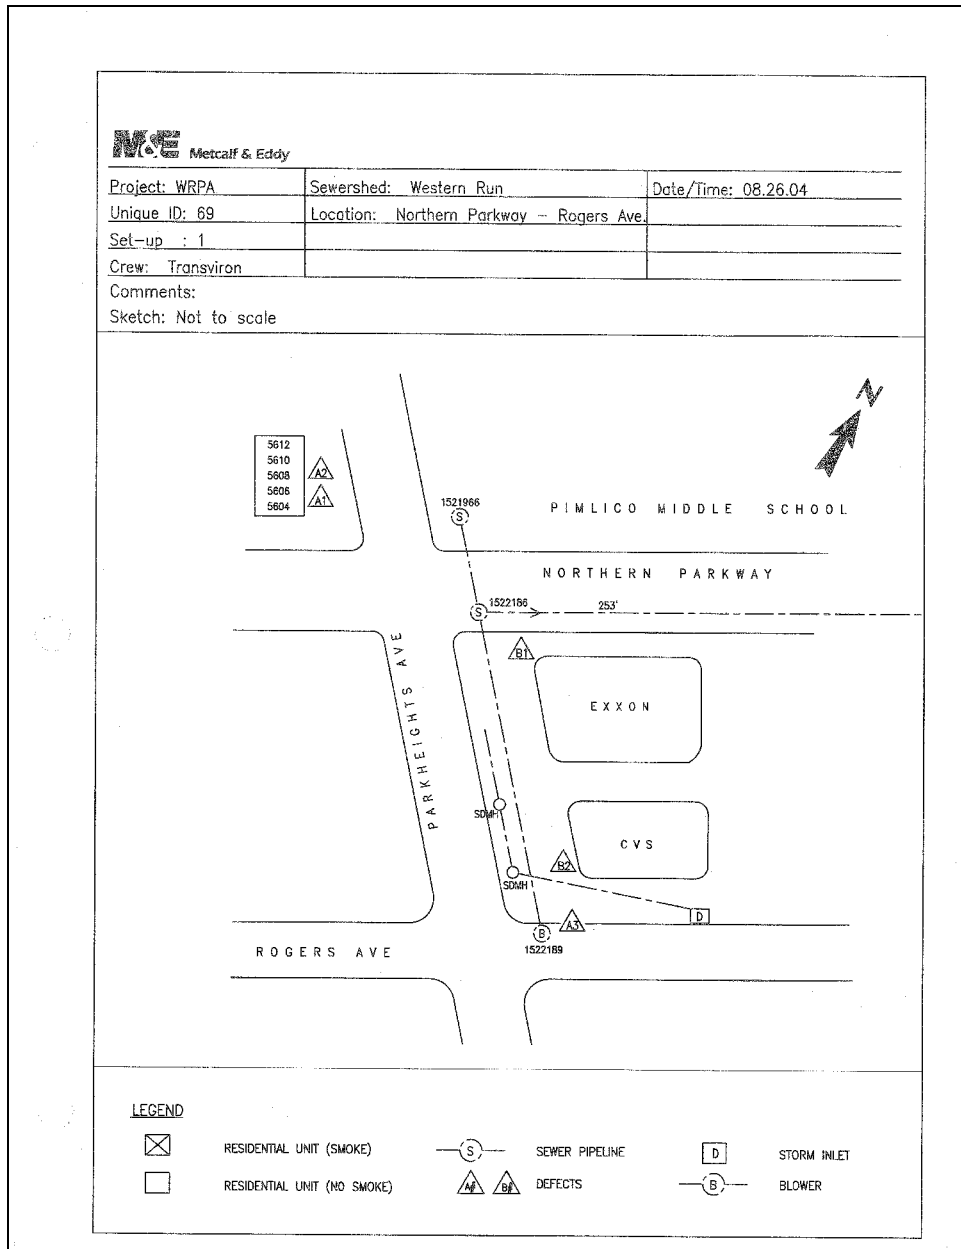 M&E Metcalf & Eddy
Project: WRPA Sewershed: Western Run Date/Time: 08.26.04
Unique ID: 69 Location: Northern Parkway - Rogers Ave.
Set-up : 1
Crew: Transviron
Comments:
Sketch: Not to scale
N
5612
5610
5608
5606
5604
A2
A1
1521966
S
PIMLICO MIDDLE SCHOOL
NORTHERN PARKWAY
1522186
S
253'
B1
PARKHEIGHTS AVE
EXXON
SDMH
CVS
B2
SDMH
D
A3
B
1522189
ROGERS AVE
LEGEND
RESIDENTIAL UNIT (SMOKE) S SEWER PIPELINE D STORM INLET
RESIDENTIAL UNIT (NO SMOKE) A# B# DEFECTS B BLOWER